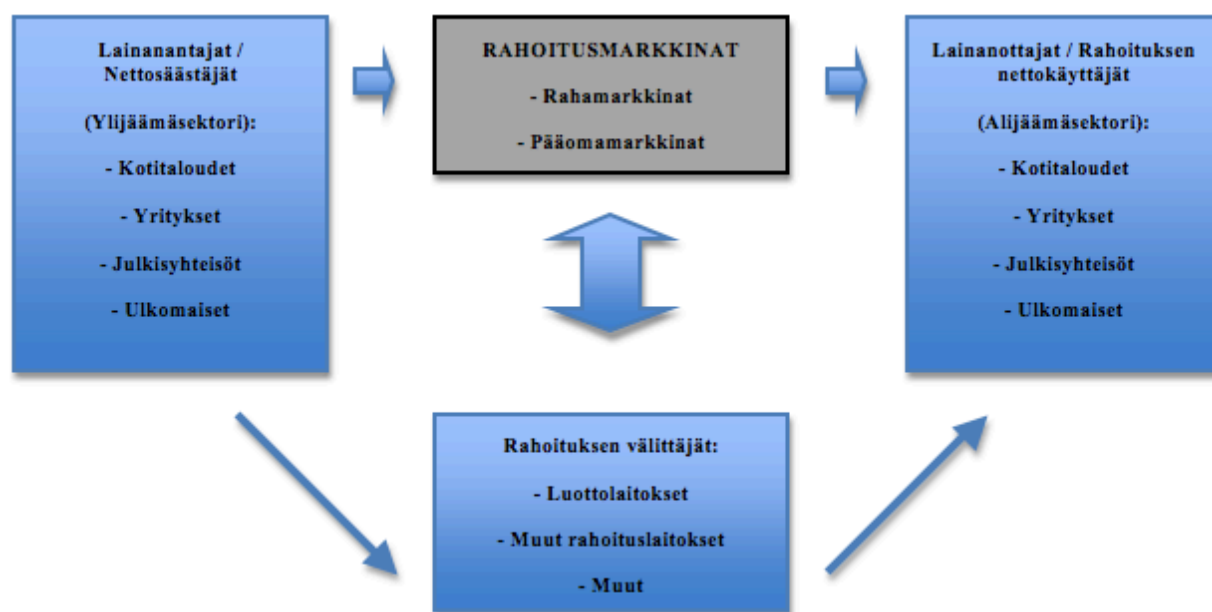 Lainanantajat /
Nettosäästäjät
(Ylijäämäsektori):
- Kotitaloudet
- Yritykset
- Julkisyhteisöt
- Ulkomaiset
RAHOITUSMARKKINAT
- Rahamarkkinat
- Pääomamarkkinat
Lainanottajat / Rahoituksen
nettokäyttäjät
(Alijäämäsektori):
- Kotitaloudet
- Yritykset
- Julkisyhteisöt
- Ulkomaiset
Rahoituksen välittäjät:
- Luottolaitokset
- Muut rahoituslaitokset
- Muut